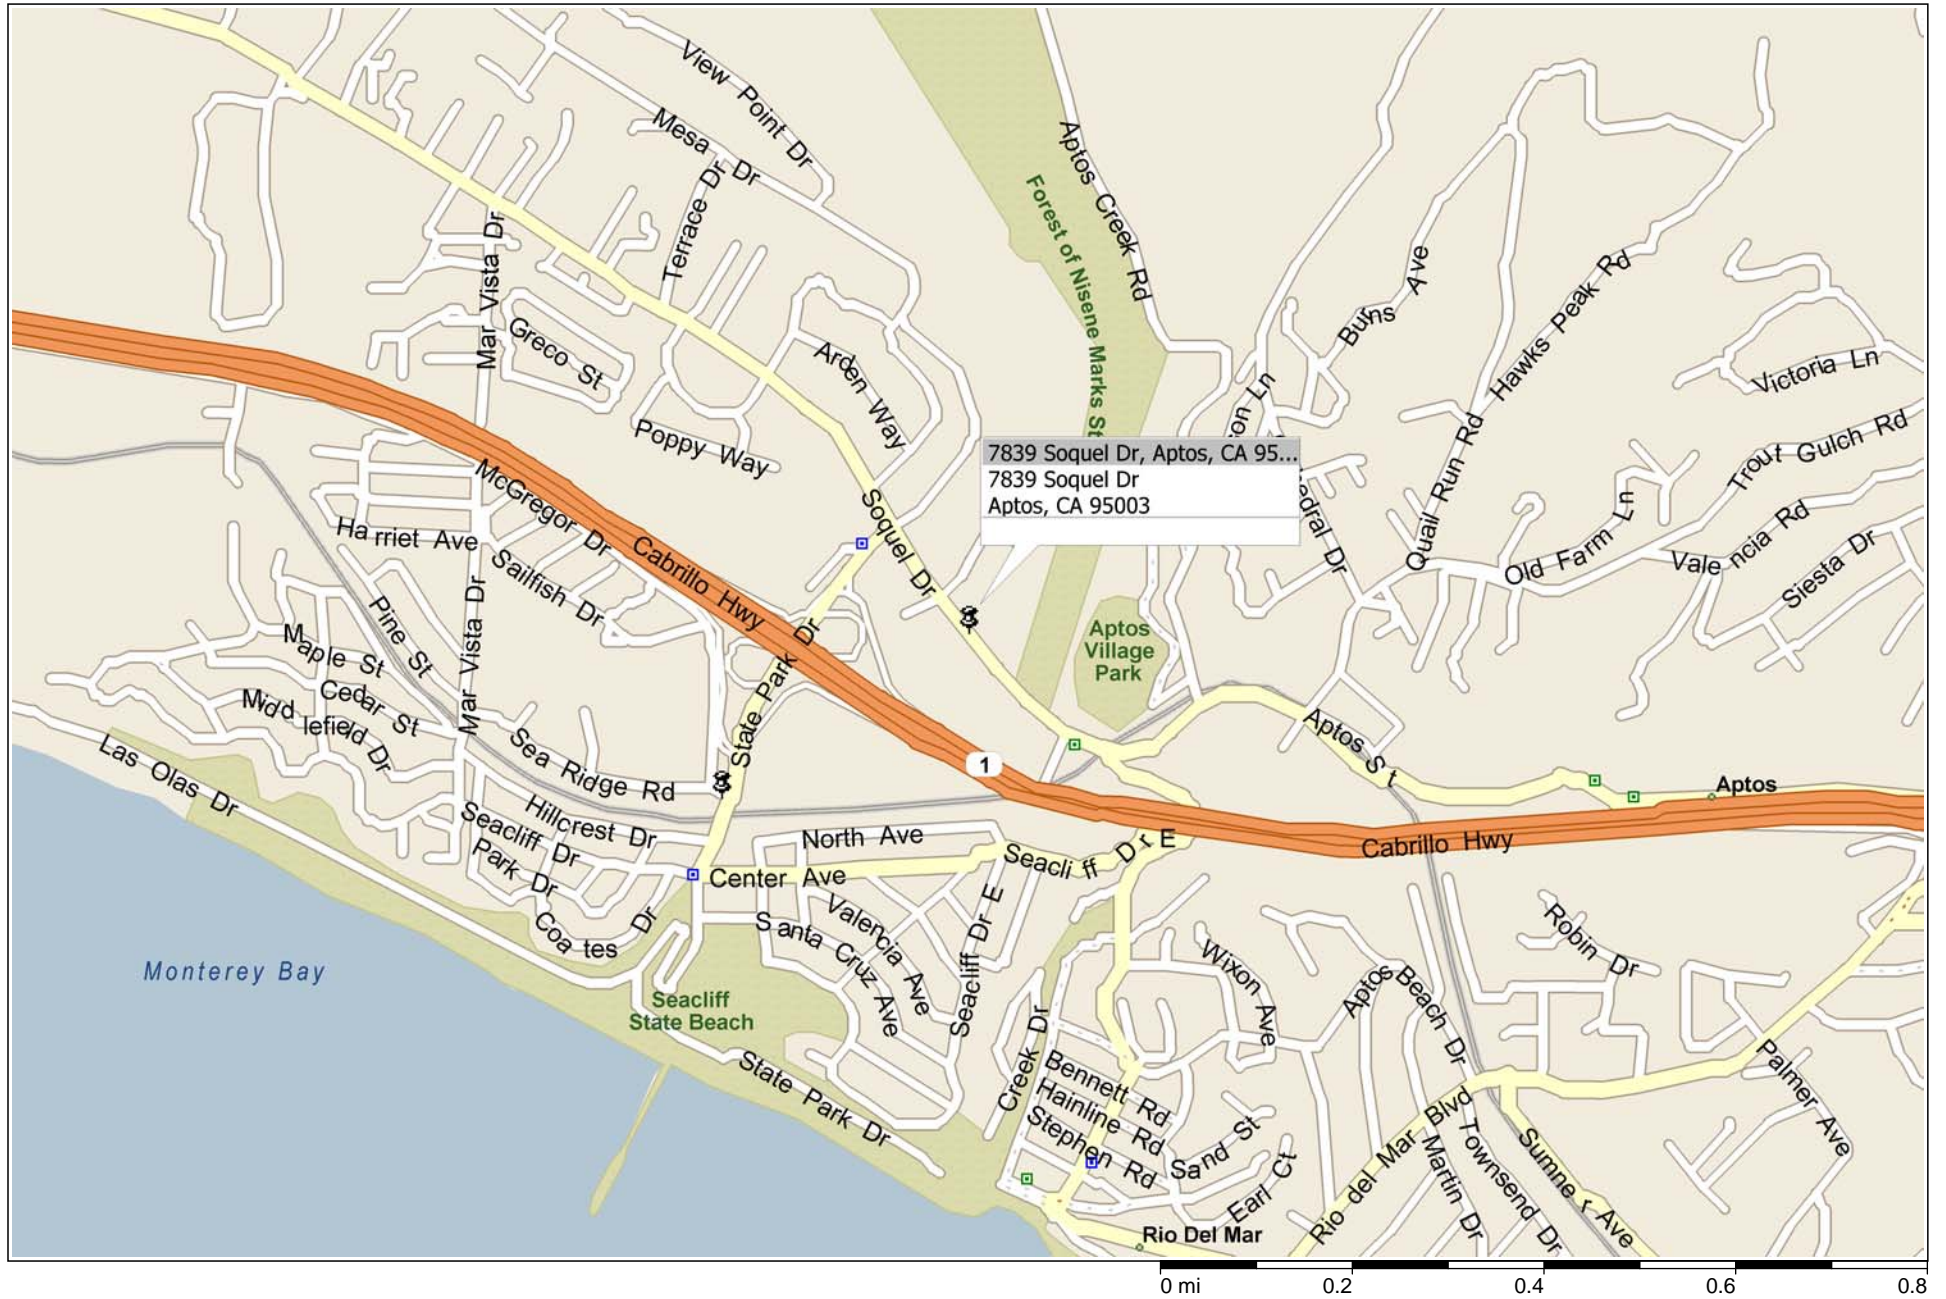 View Point Dr
Mesa Dr
Terrace Dr
Aptos Creek Rd
Forest of Nisene Marks St
Mar Vista Dr
Greco St
Arden Way
Poppy Way
Buhs Ave
Hawks Peak Rd
Victoria Ln
Trout Gulch Rd
Quail Run Rd
Old Farm Ln
Valencia Rd
Siesta Dr
7839 Soquel Dr, Aptos, CA 95...
7839 Soquel Dr
Aptos, CA 95003
Soquel Dr
McGregor Dr
Cabrillo Hwy
Harriet Ave
Sailfish Dr
Pine St
Maple St
Cedar St
Middlefield Dr
Mar Vista Dr
Las Olas Dr
Sea Ridge Rd
State Park Dr
Aptos
Village
Park
Aptos St
1
Aptos
Hillcrest Dr
Seacliff Dr
Park Dr
Coates Dr
North Ave
Center Ave
Seacliff Dr E
Cabrillo Hwy
Santa Cruz Ave
Valencia Ave
Seacliff Dr E
Monterey Bay
Seacliff
State Beach
State Park Dr
Creek Dr
Bennett Rd
Hainline Rd
Stephen Rd
Sand St
Earl Ct
Wixon Ave
Aptos Beach Dr
Robin Dr
Palmer Ave
Rio del Mar Blvd
Martin Dr
Townsend Dr
Sumner Ave
Rio Del Mar
0 mi 0.2 0.4 0.6 0.8